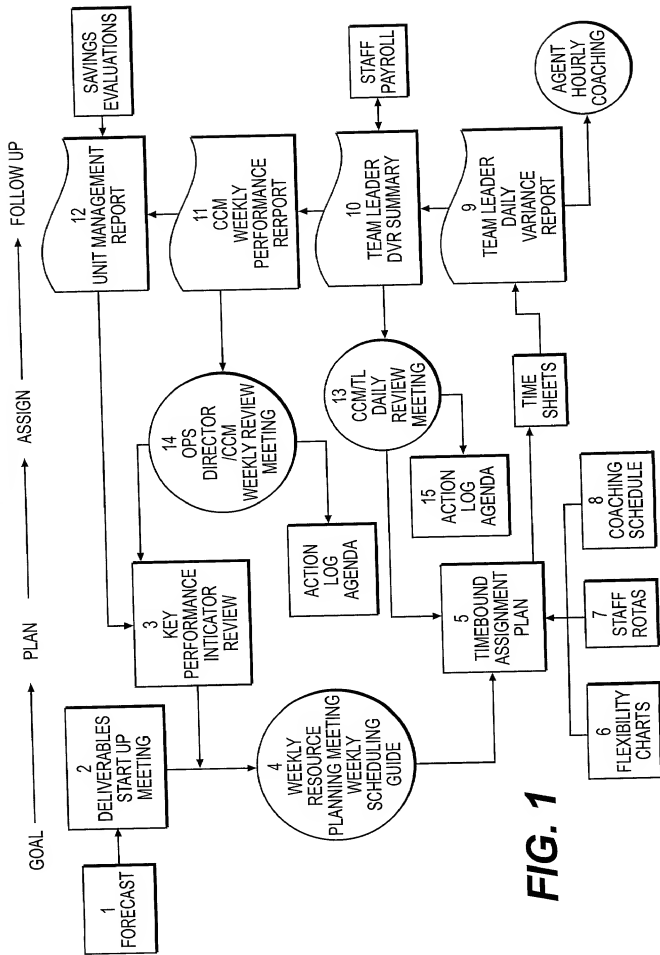 GOAL
PLAN
ASSIGN
FOLLOW UP
1
FORECAST
2
DELIVERABLES
START UP
MEETING
3
KEY
PERFORMANCE
INTICATOR
REVIEW
4
WEEKLY
RESOURCE
PLANNING MEETING
WEEKLY
SCHEDULING
GUIDE
14
OPS
DIRECTOR
/CCM
WEEKLY REVIEW
MEETING
ACTION
LOG
AGENDA
12
UNIT MANAGEMENT
REPORT
SAVINGS
EVALUATIONS
11
CCM
WEEKLY
PERFORMANCE
RERPORT
10
TEAM LEADER
DVR SUMMARY
STAFF
PAYROLL
13
CCM/TL
DAILY
REVIEW
MEETING
15
ACTION
LOG
AGENDA
5
TIMEBOUND
ASSIGNMENT
PLAN
TIME
SHEETS
9
TEAM LEADER
DAILY
VARIANCE
REPORT
AGENT
HOURLY
COACHING
6
FLEXIBILITY
CHARTS
7
STAFF
ROTAS
8
COACHING
SCHEDULE
FIG. 1